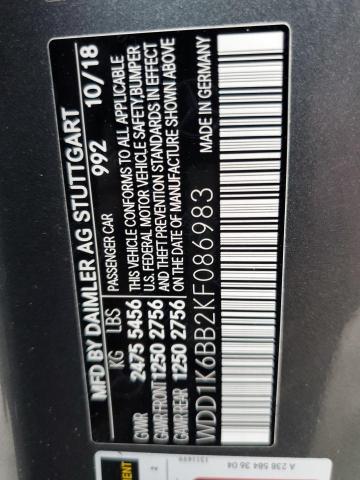 MFD BY DAIMLER AG STUTTGART
992 10/18
PASSENGER CAR
THIS VEHICLE CONFORMS TO ALL APPLICABLE
U.S. FEDERAL MOTOR VEHICLE SAFETY,BUMPER
AND THEFT PREVENTION STANDARDS IN EFFECT
ON THE DATE OF MANUFACTURE SHOWN ABOVE
KG LBS
GVWR 2475 5456
GAWR FRONT 1250 2756
GAWR REAR 1250 2756
MADE IN GERMANY
WDD1K6BB2KF086983
A 238 584 36 04